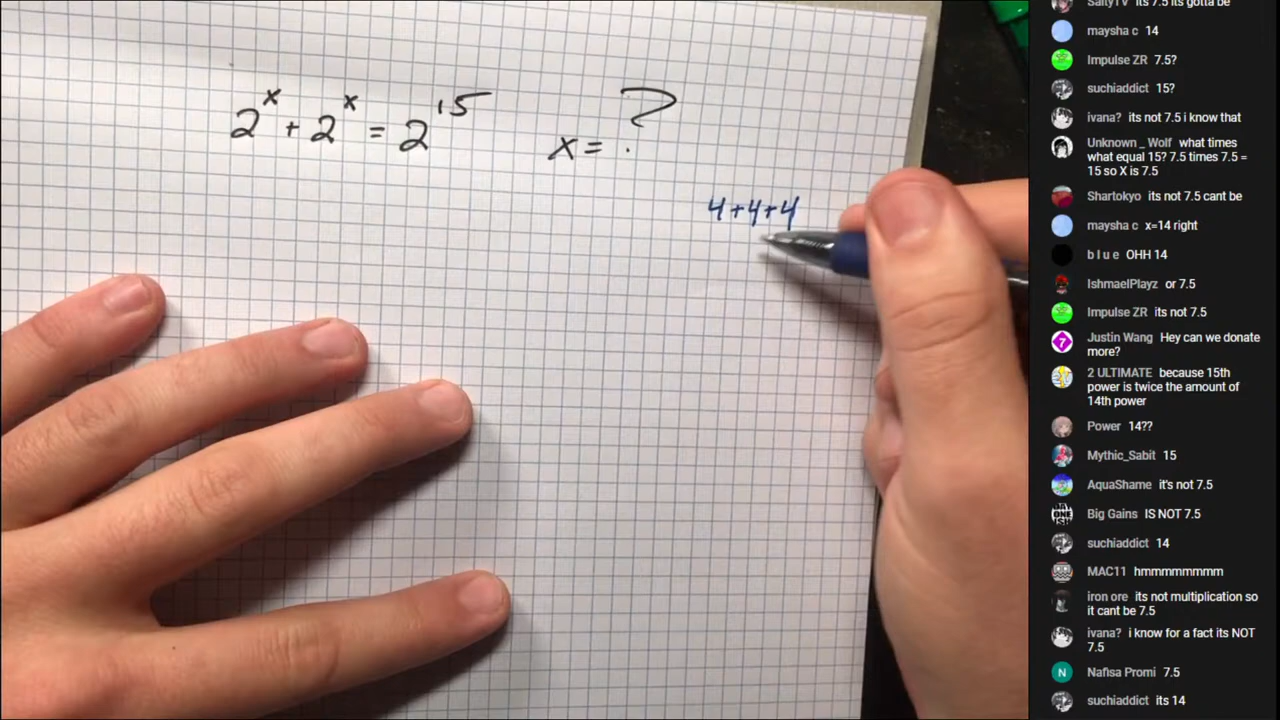 2^x + 2^x = 2^15 x = ?
4+4+4
its 7.5 its gotta be
maysha c 14
Impulse ZR 7.5?
suchiaddict 15?
ivana? its not 7.5 i know that
Unknown _ Wolf what times
what equal 15? 7.5 times 7.5 =
15 so X is 7.5
Shartokyo its not 7.5 cant be
maysha c x=14 right
b l u e OHH 14
IshmaelPlayz or 7.5
Impulse ZR its not 7.5
7
Justin Wang Hey can we donate
more?
2 ULTIMATE because 15th
power is twice the amount of
14th power
Power 14??
Mythic_Sabit 15
AquaShame it's not 7.5
Big Gains IS NOT 7.5
suchiaddict 14
MAC11 hmmmmmmmm
iron ore its not multiplication so
it cant be 7.5
ivana? i know for a fact its NOT
7.5
N
Nafisa Promi 7.5
suchiaddict its 14